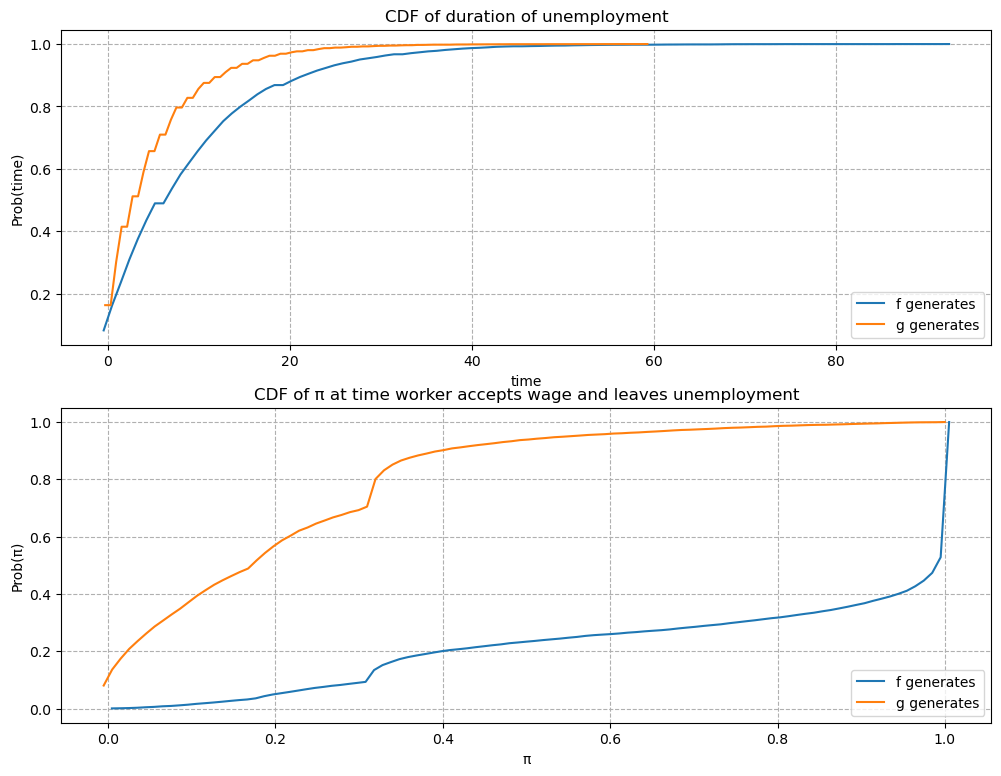 CDF of duration of unemployment
Prob(time)
1.0
0.8
0.6
0.4
0.2
f generates
g generates
0 20 40 60 80
time
CDF of π at time worker accepts wage and leaves unemployment
Prob(π)
1.0
0.8
0.6
0.4
0.2
0.0
f generates
g generates
0.0 0.2 0.4 0.6 0.8 1.0
π